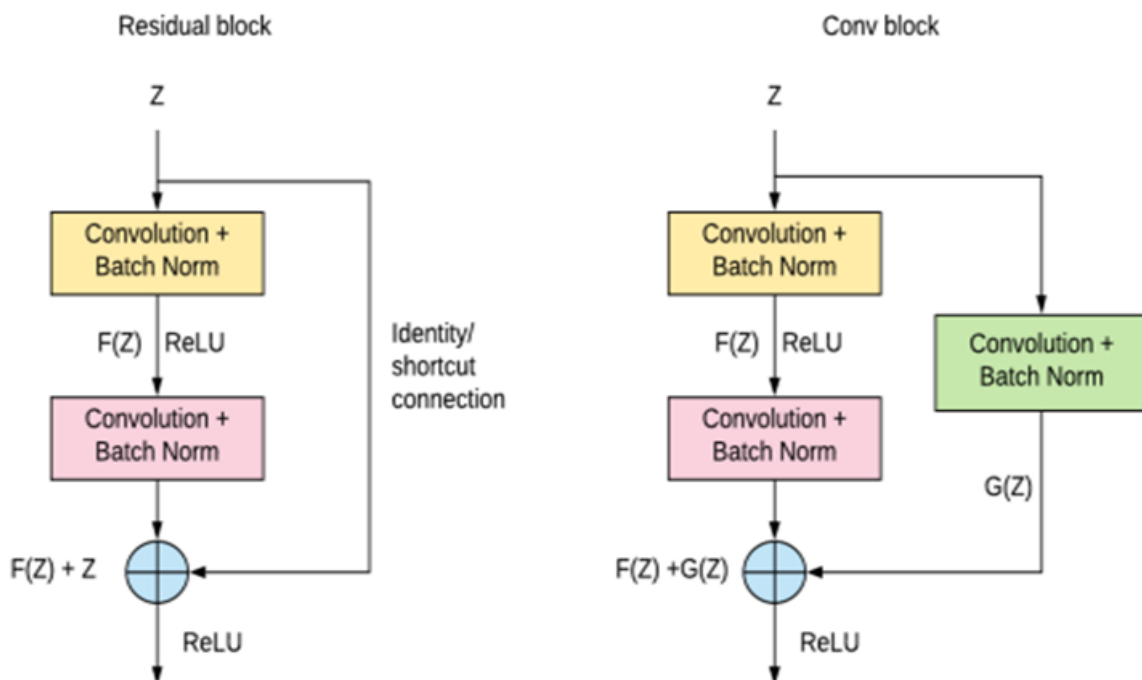 Residual block
Z
Convolution +
Batch Norm
F(Z) ReLU
Identity/
shortcut
connection
Convolution +
Batch Norm
F(Z) + Z
ReLU
Conv block
Z
Convolution +
Batch Norm
F(Z) ReLU
Convolution +
Batch Norm
Convolution +
Batch Norm
G(Z)
F(Z) +G(Z)
ReLU